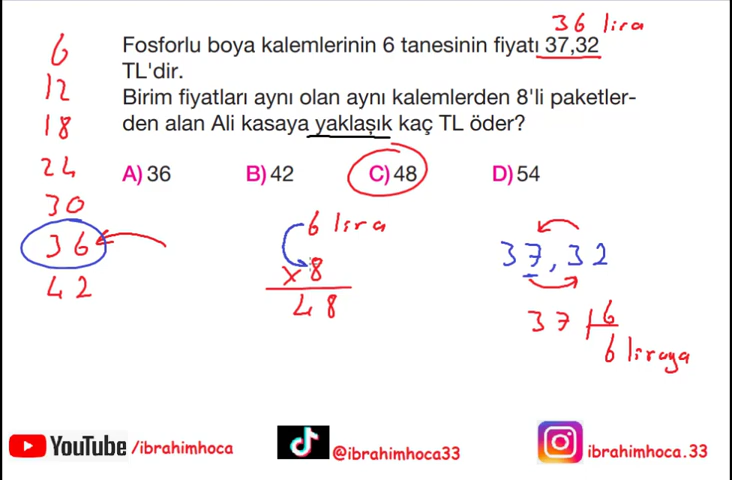 36 lira
Fosforlu boya kalemlerinin 6 tanesinin fiyatı 37,32
TL'dir.
Birim fiyatları aynı olan aynı kalemlerden 8'li paketler-
den alan Ali kasaya yaklaşık kaç TL öder?
A) 36 B) 42 C) 48 D) 54
6
12
18
24
30
36
42
6 lira
x 8
48
37,32
37 6
6 liraya
YouTube /ibrahimhoca
@ibrahimhoca33
ibrahimhoca.33